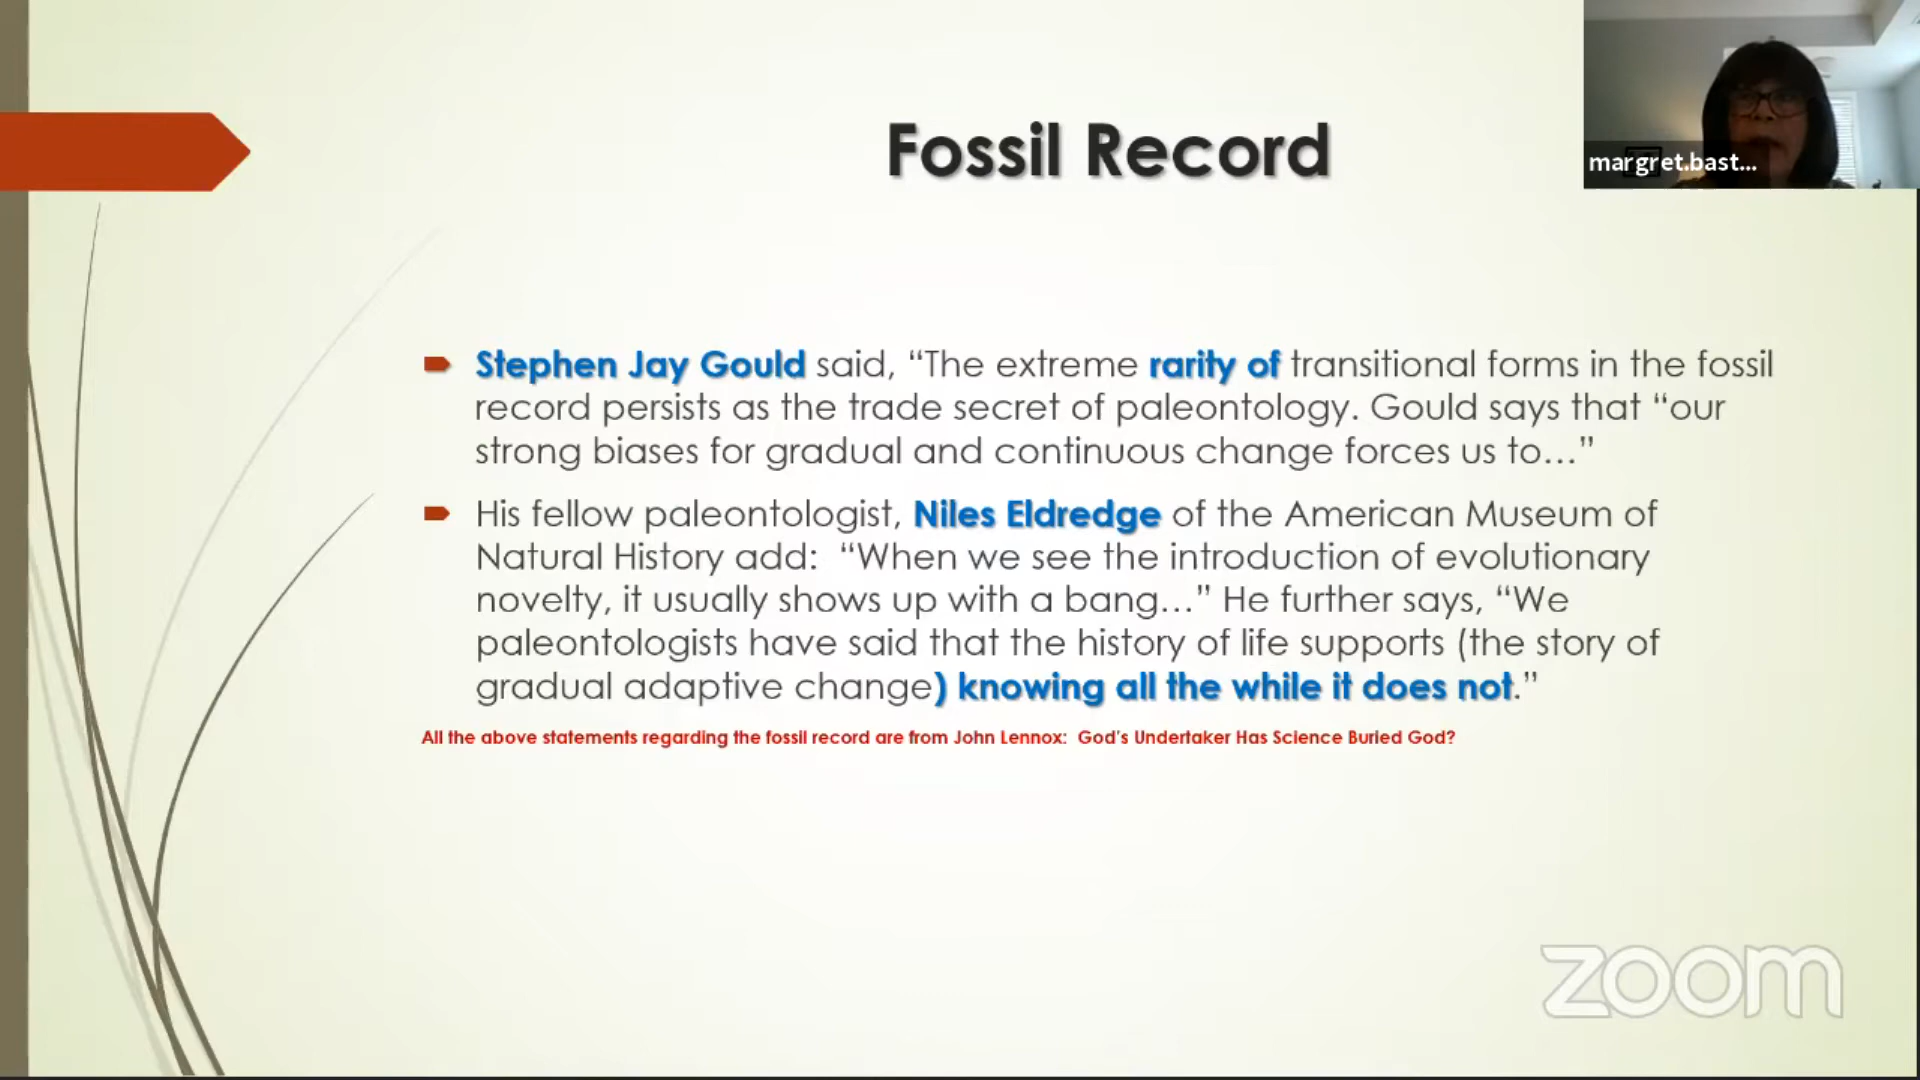 Fossil Record
margret.bast...
Stephen Jay Gould said, “The extreme rarity of transitional forms in the fossil
record persists as the trade secret of paleontology. Gould says that “our
strong biases for gradual and continuous change forces us to…”
His fellow paleontologist, Niles Eldredge of the American Museum of
Natural History add:  “When we see the introduction of evolutionary
novelty, it usually shows up with a bang…” He further says, “We
paleontologists have said that the history of life supports (the story of
gradual adaptive change) knowing all the while it does not.”
All the above statements regarding the fossil record are from John Lennox:  God’s Undertaker Has Science Buried God?
zoom